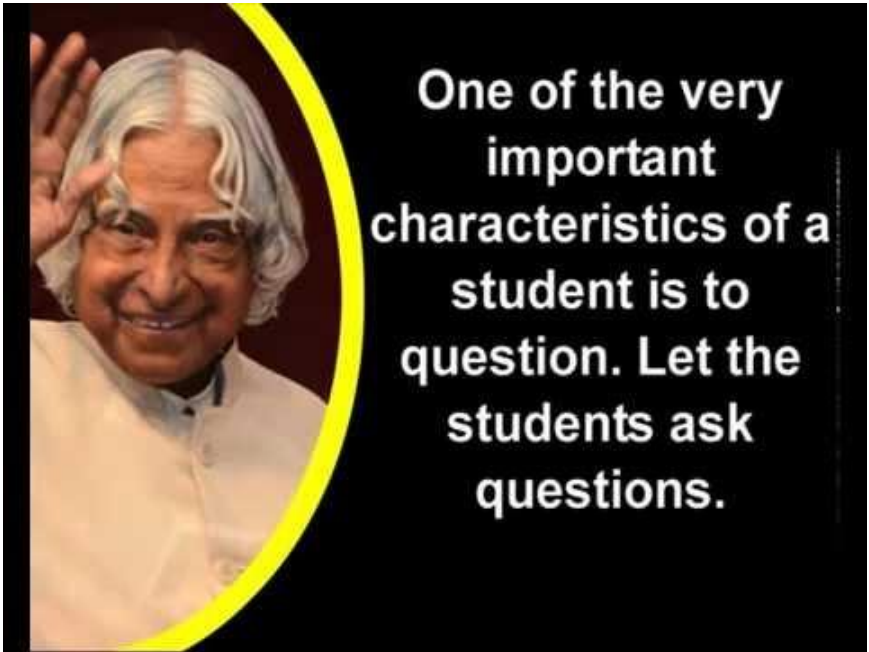 One of the very
important
characteristics of a
student is to
question. Let the
students ask
questions.